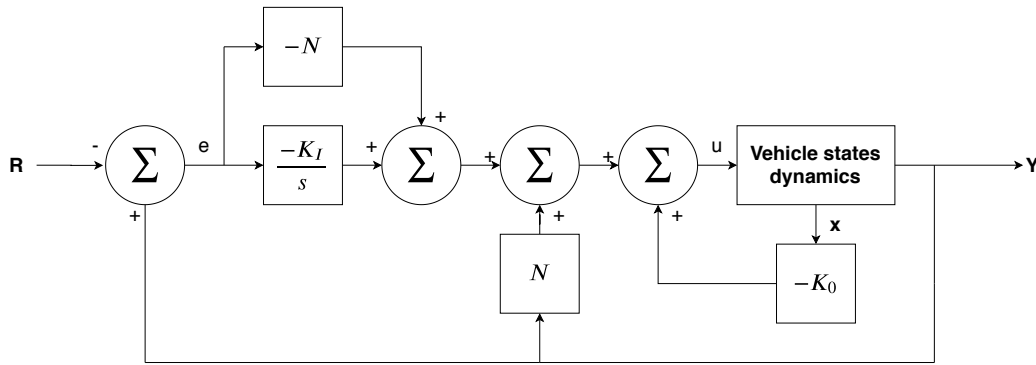 -N
+
R
-
Σ
e
-K_I
s
+
Σ
+
Σ
+
Σ
u
Vehicle states
dynamics
Y
+
+
N
+
x
-K_0